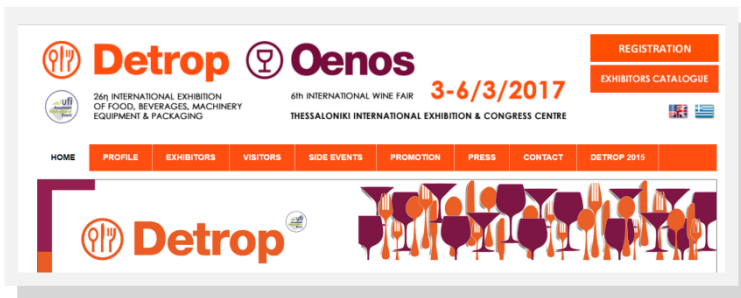 Detrop Oenos
REGISTRATION
EXHIBITORS CATALOGUE
26η INTERNATIONAL EXHIBITION
OF FOOD, BEVERAGES, MACHINERY
EQUIPMENT & PACKAGING
6th INTERNATIONAL WINE FAIR
3-6/3/2017
THESSALONIKI INTERNATIONAL EXHIBITION & CONGRESS CENTRE
ufi
HOME PROFILE EXHIBITORS VISITORS SIDE EVENTS PROMOTION PRESS CONTACT DETROP 2015
Detrop
ufi